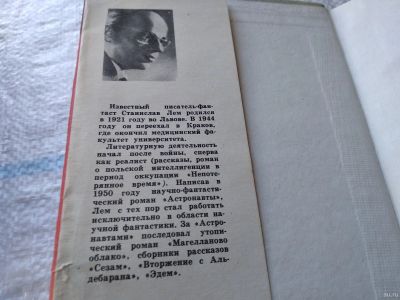 Известный писатель-фан-
таст Станислав Лем родился
в 1921 году во Львове. В 1944
году он переехал в Краков,
где окончил медицинский фа-
культет университета.
Литературную деятельность
начал после войны, сперва
как реалист (рассказы, роман
о польской интеллигенции в
период оккупации «Непоте-
рянное время»). Написав в
1950 году научно-фантастиче-
ский роман «Астронавты»,
Лем с тех пор стал работать
исключительно в области на-
учной фантастики. За «Астро-
навтами» последовал утопи-
ческий роман «Магелланово
облако», сборники рассказов
«Сезам», «Вторжение с Аль-
дебарана», «Эдем».